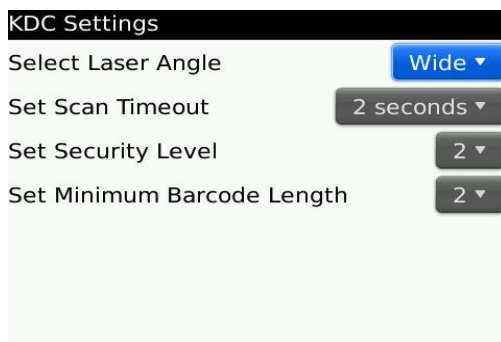 KDC Settings
Select Laser Angle Wide
Set Scan Timeout 2 seconds
Set Security Level 2
Set Minimum Barcode Length 2